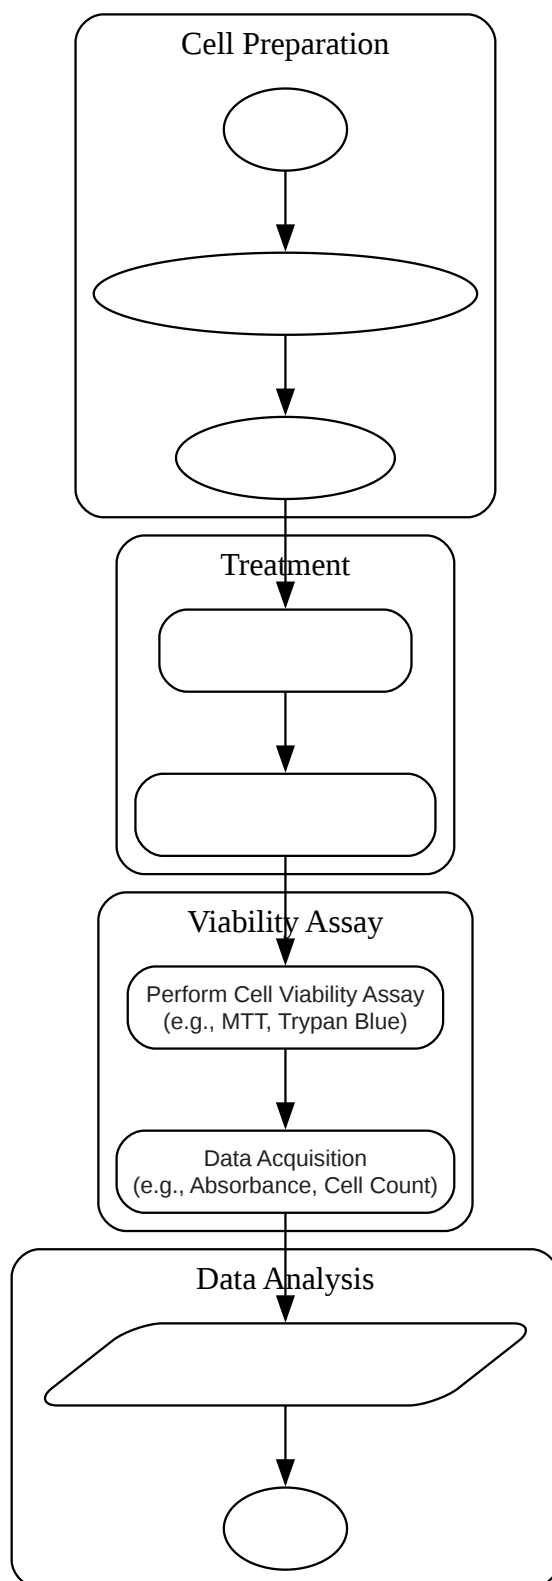 Cell Preparation
Treatment
Viability Assay
Perform Cell Viability Assay
(e.g., MTT, Trypan Blue)
Data Acquisition
(e.g., Absorbance, Cell Count)
Data Analysis